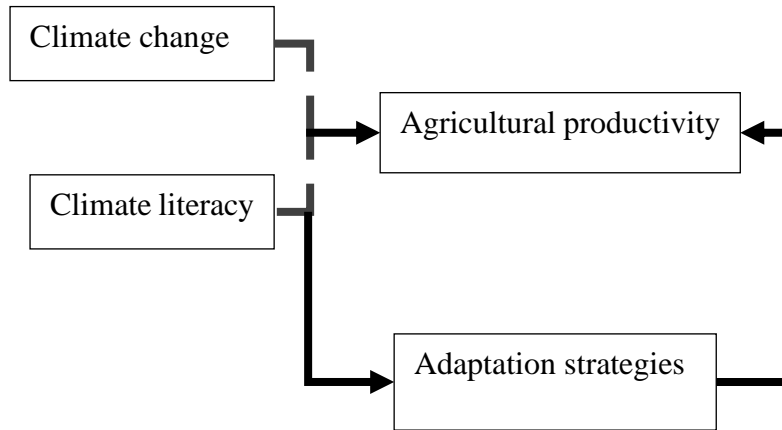 Climate change
Agricultural productivity
Climate literacy
Adaptation strategies